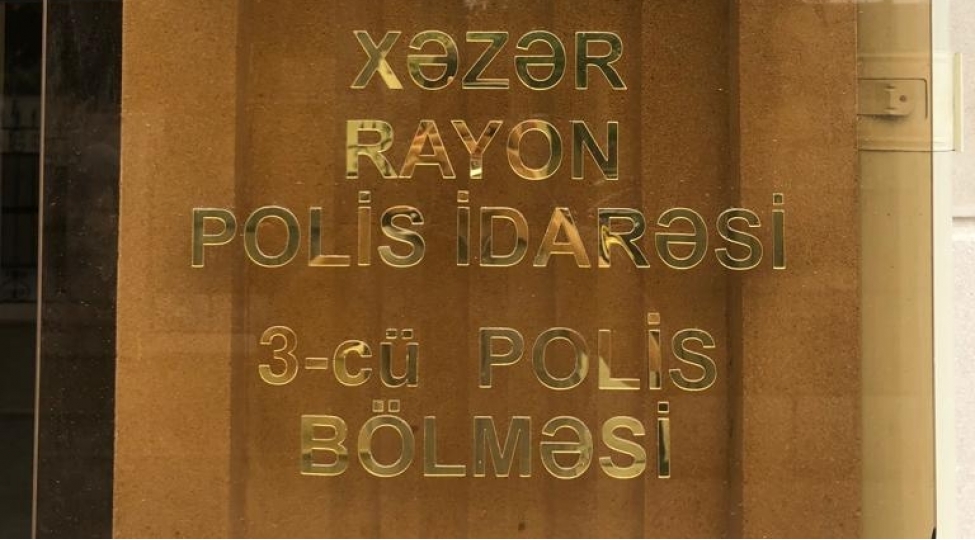 XƏZƏR
RAYON
POLİS İDARƏSİ
3-cü POLİS
BÖLMƏSİ